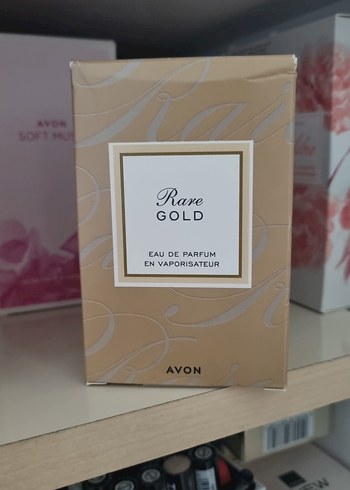 AVON
SOFT MUS
Rare
GOLD
EAU DE PARFUM
EN VAPORISATEUR
AVON